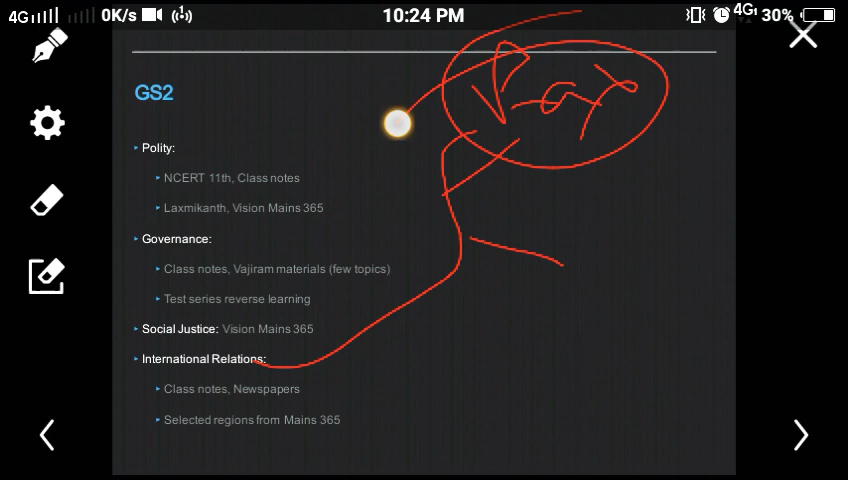 4G 0K/s 10:24 PM 4G 30%
GS2
Polity:
NCERT 11th, Class notes
Laxmikanth, Vision Mains 365
Governance:
Class notes, Vajiram materials (few topics)
Test series reverse learning
Social Justice: Vision Mains 365
International Relations:
Class notes, Newspapers
Selected regions from Mains 365